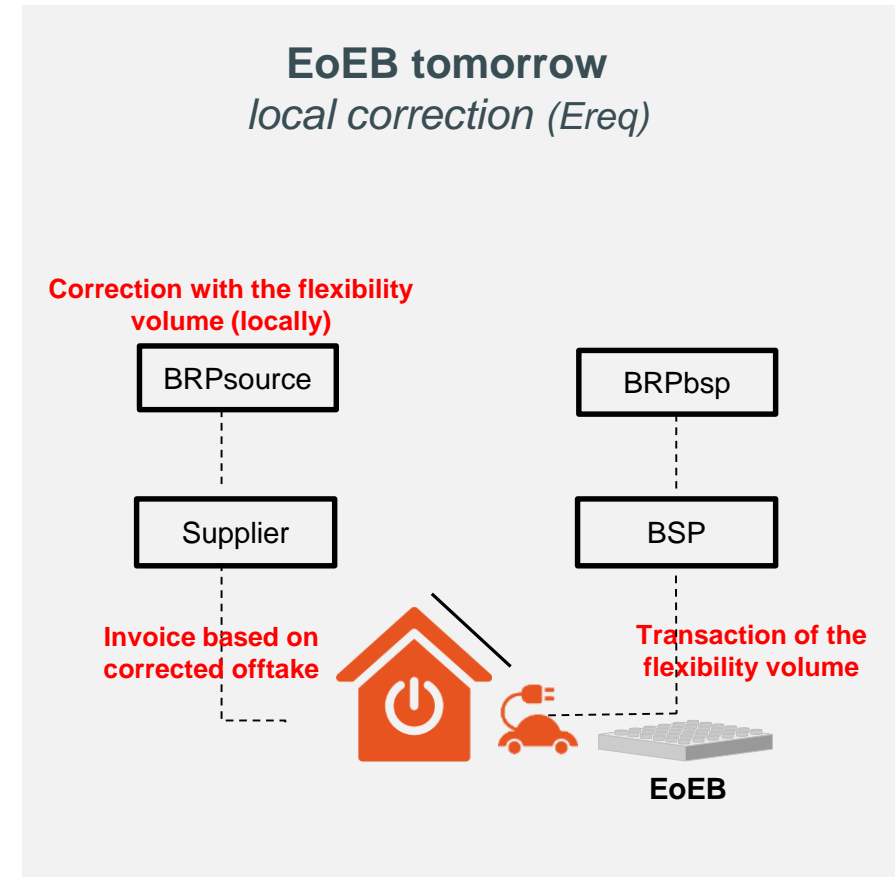 EoEB tomorrow
local correction (Ereq)
Correction with the flexibility
volume (locally)
BRPsource
BRPbsp
Supplier
BSP
Invoice based on
corrected offtake
Transaction of the
flexibility volume
EoEB